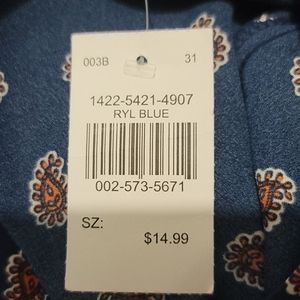 003B 31
1422-5421-4907
RYL BLUE
002-573-5671
SZ:
$14.99